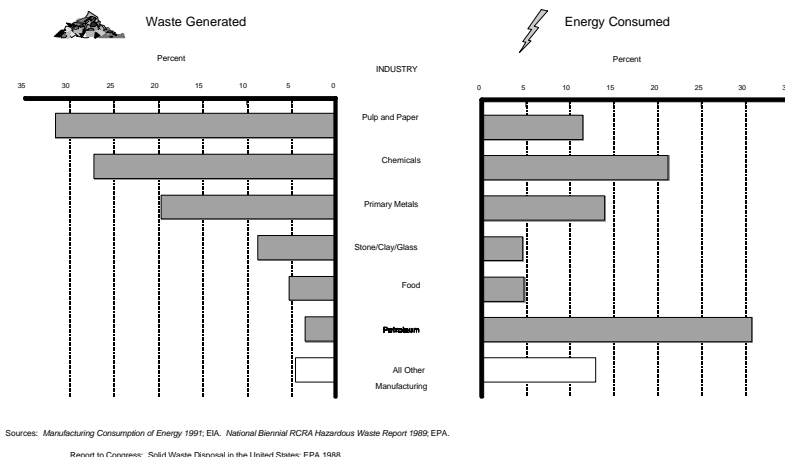 Waste Generated
Energy Consumed
Percent
Percent
INDUSTRY
35 30 25 20 15 10 5 0
0 5 10 15 20 25 30 35
Pulp and Paper
Chemicals
Primary Metals
Stone/Clay/Glass
Food
Petroleum
All Other
Manufacturing
Sources: Manufacturing Consumption of Energy 1991; EIA. National Biennial RCRA Hazardous Waste Report 1989; EPA.
Report to Congress: Solid Waste Disposal in the United States; EPA 1988.